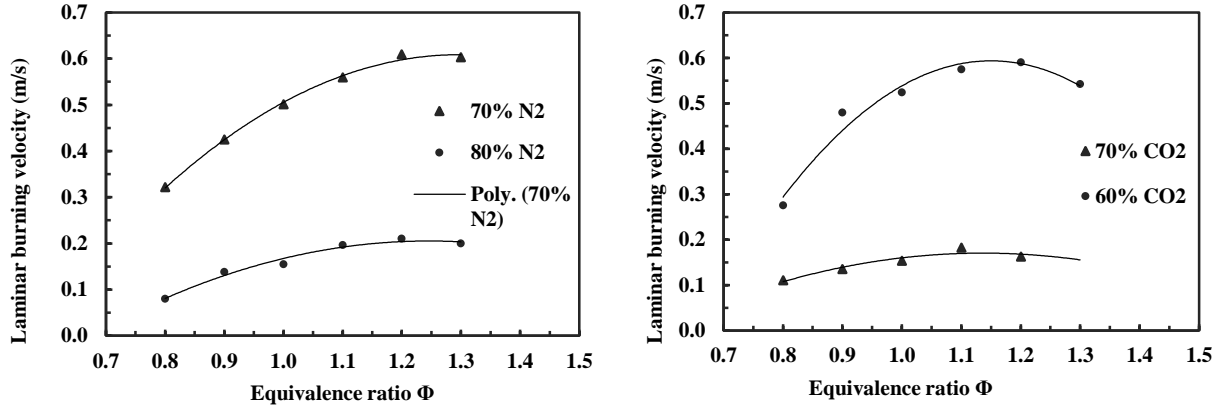 Laminar burning velocity (m/s)
0.7
0.6
0.5
0.4
0.3
0.2
0.1
0.0
0.7 0.8 0.9 1.0 1.1 1.2 1.3 1.4 1.5
Equivalence ratio Φ
70% N2
80% N2
Poly. (70%
N2)
Laminar burning velocity (m/s)
0.7
0.6
0.5
0.4
0.3
0.2
0.1
0.0
0.7 0.8 0.9 1.0 1.1 1.2 1.3 1.4 1.5
Equivalence ratio Φ
70% CO2
60% CO2